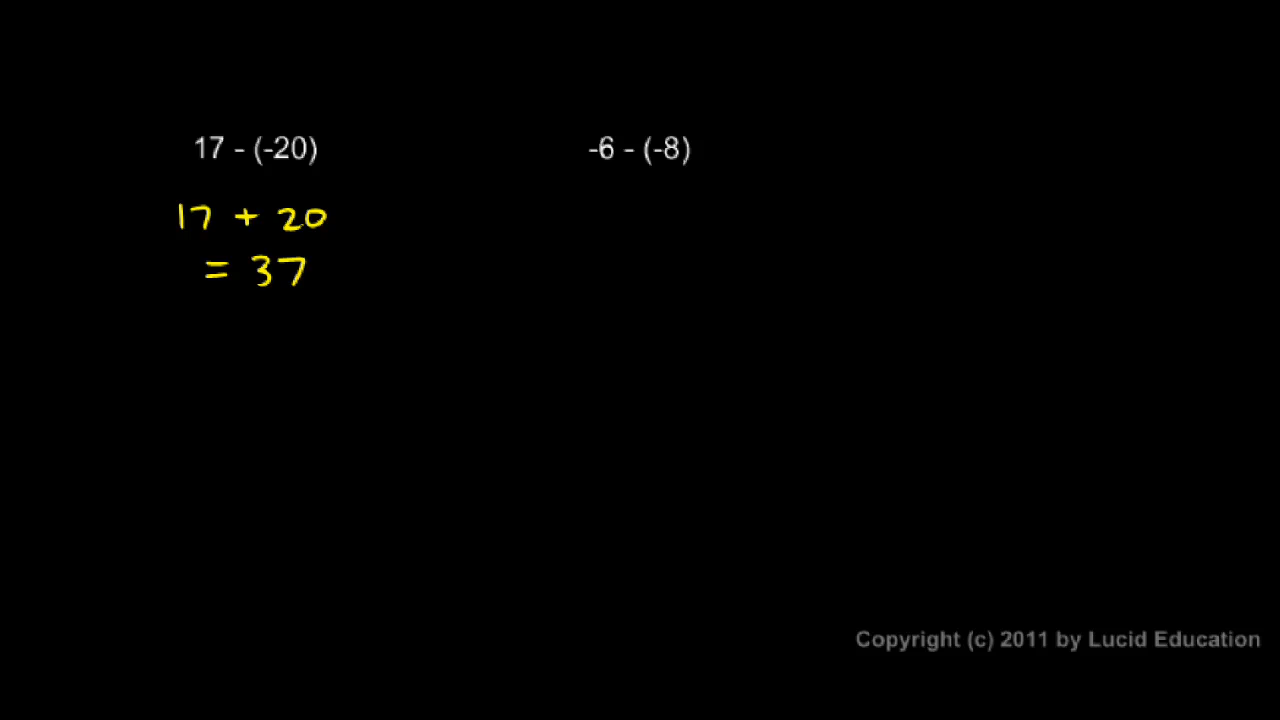 17 - (-20)
17 + 20
= 37
-6 - (-8)
Copyright (c) 2011 by Lucid Education